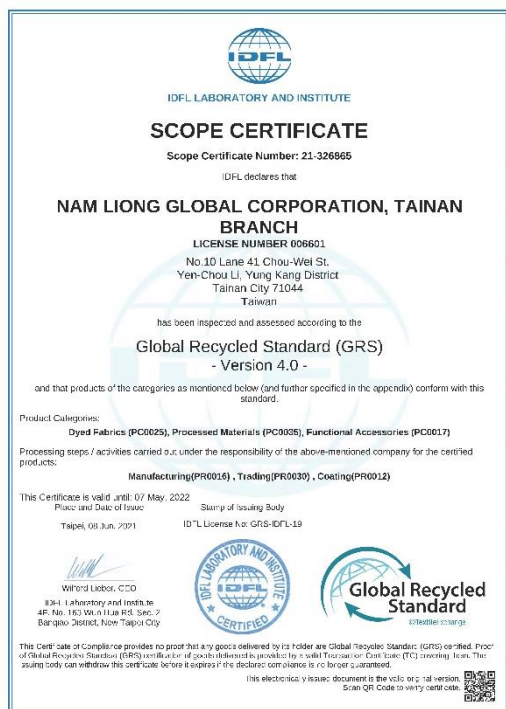 IDFL
IDFL LABORATORY AND INSTITUTE
SCOPE CERTIFICATE
Scope Certificate Number: 21-326865
IDFL declares that
NAM LIONG GLOBAL CORPORATION, TAINAN
BRANCH
LICENSE NUMBER 006601
No.10 Lane 41 Chou-Wei St.
Yen-Chou Li, Yung Kang District
Tainan City 71044
Taiwan
has been inspected and assessed according to the
Global Recycled Standard (GRS)
- Version 4.0 -
and that products of the categories as mentioned below (and further specified in the appendix) conform with this
standard.
Product Categories:
Dyed Fabrics (PC0025), Processed Materials (PC0035), Functional Accessories (PC0017)
Processing steps / activities carried out under the responsibility of the above-mentioned company for the certified
products:
Manufacturing(PR0016) , Trading(PR0030) , Coating(PR0012)
This Certificate is valid until: 07 May. 2022
Place and Date of Issue
Stamp of Issuing Body
Taipei, 08 Jun. 2021
IDFL License No: GRS-IDFL-19
Wilford Lieber, CEO
IDFL Laboratory and Institute
4F. No. 163 Wun Hua Rd. Sec. 2
Banqiao District, New Taipei City
IDFL LABORATORY AND INSTITUTE
IDFL
CERTIFIED
Global Recycled
Standard
©TextileExchange
This Certificate of Compliance provides no proof that any goods delivered by its holder are Global Recycled Standard (GRS) certified. Proof
of Global Recycled Standard (GRS) certification of goods delivered is provided by a valid Transaction Certificate (TC) covering them. The
issuing body can withdraw this certificate before it expires if the declared compliance is no longer guaranteed.
This electronically issued document is the valid original version.
Scan QR Code to verify certificate.